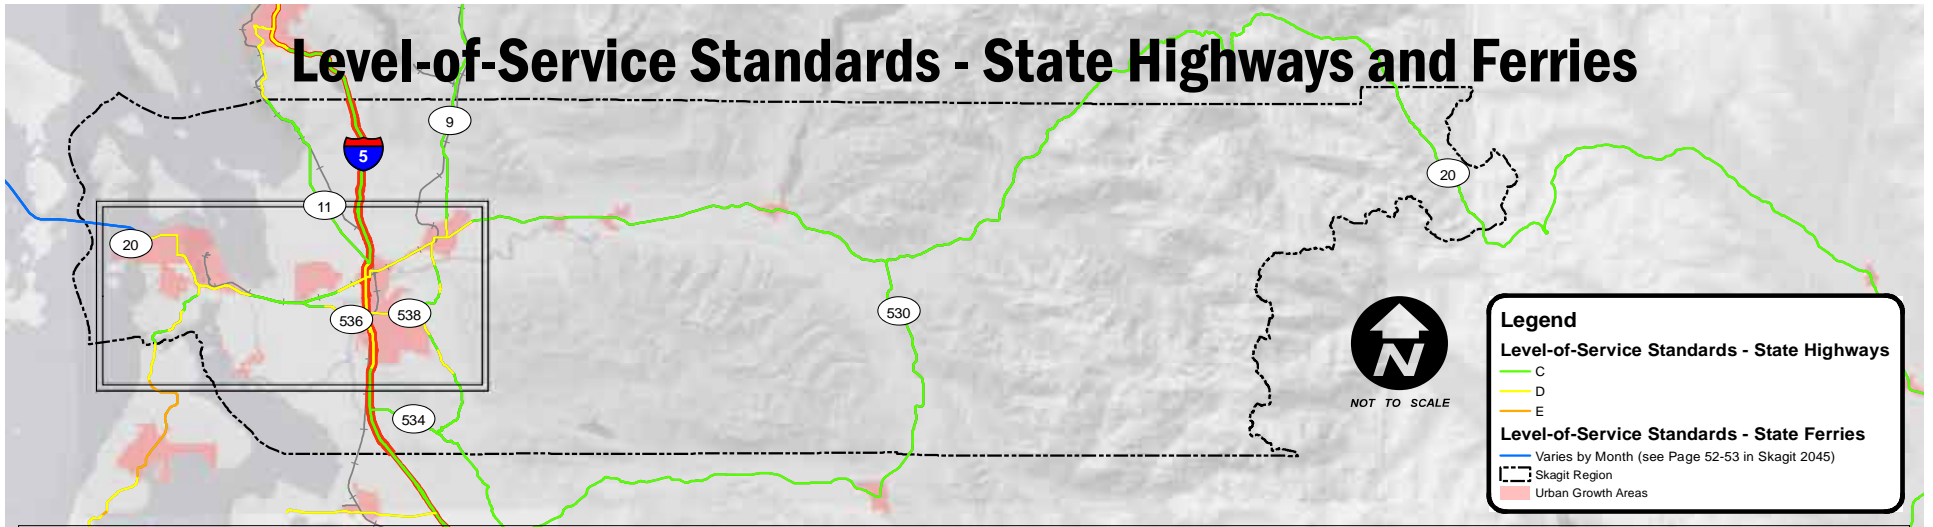 Level-of-Service Standards - State Highways and Ferries
9
5
20
11
20
530
536
538
534
N
NOT TO SCALE
Legend
Level-of-Service Standards - State Highways
C
D
E
Level-of-Service Standards - State Ferries
Varies by Month (see Page 52-53 in Skagit 2045)
Skagit Region
Urban Growth Areas